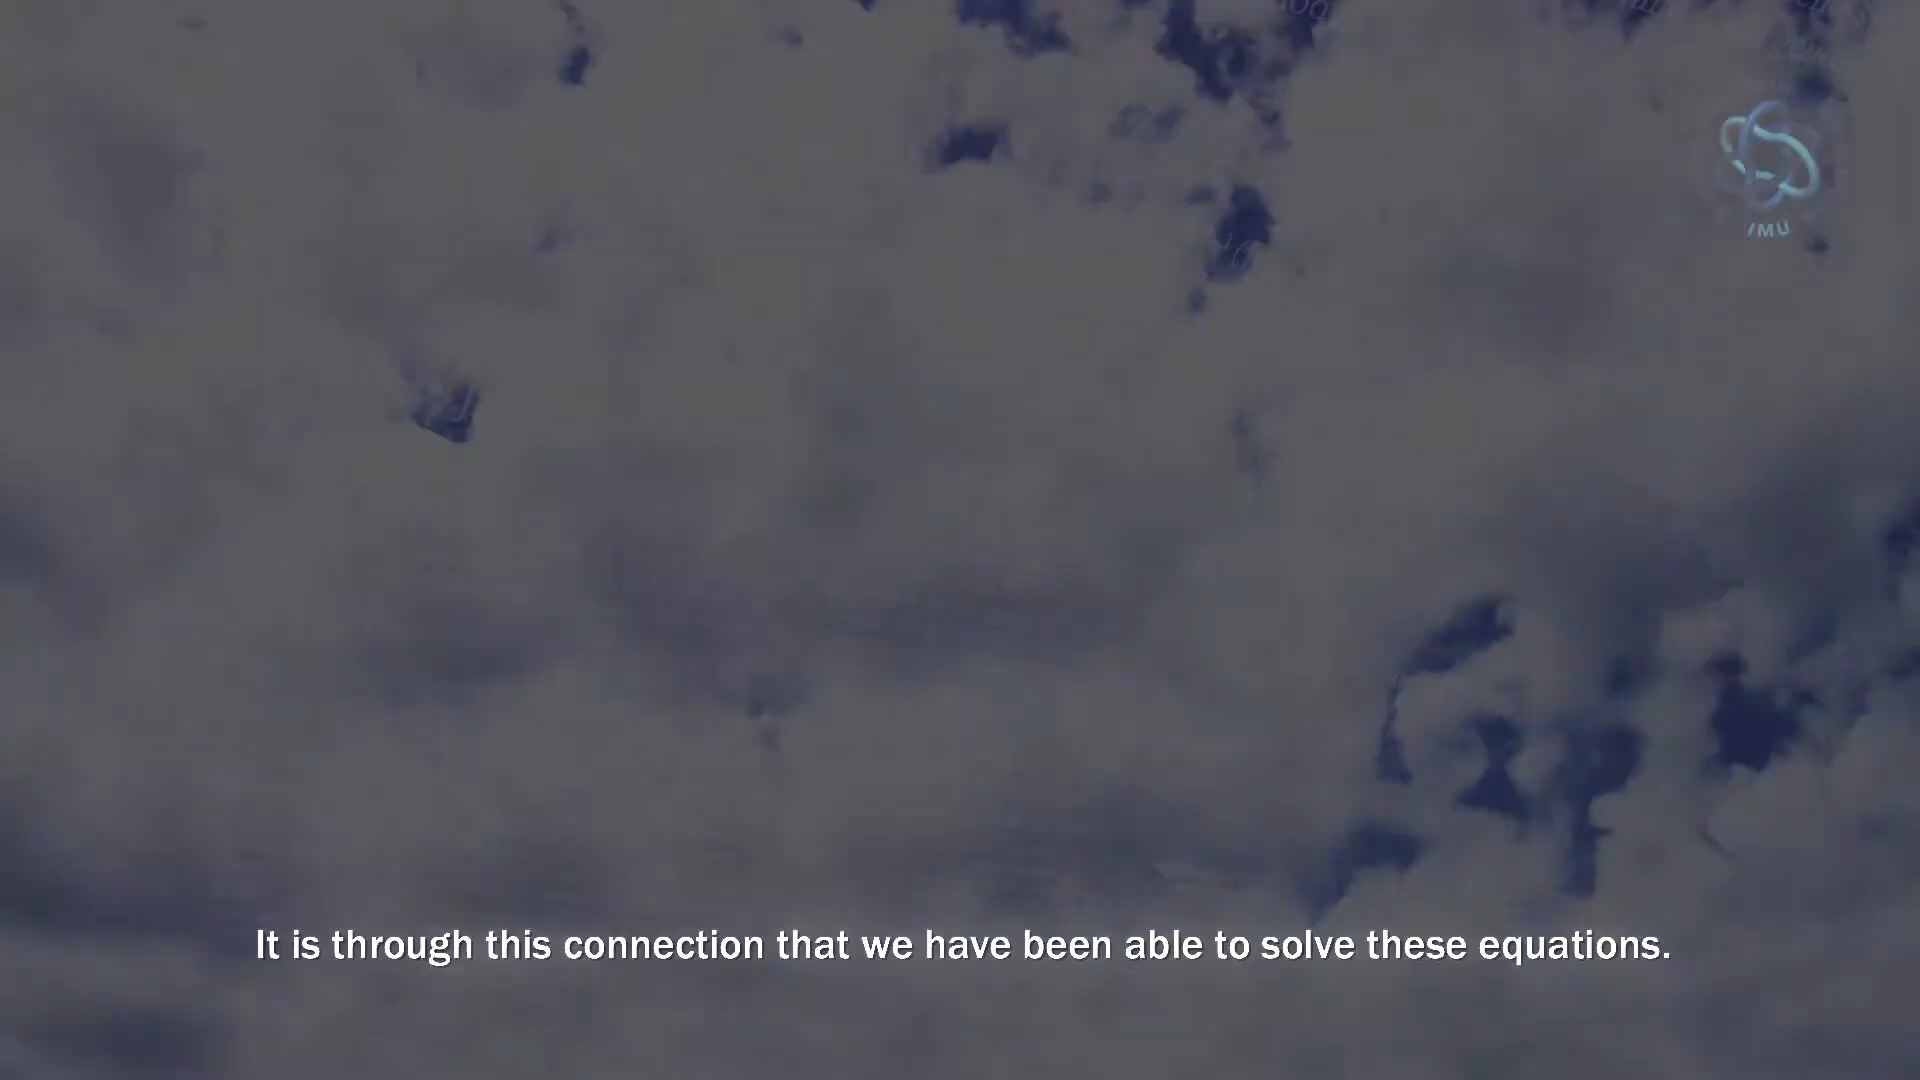 IMU
It is through this connection that we have been able to solve these equations.